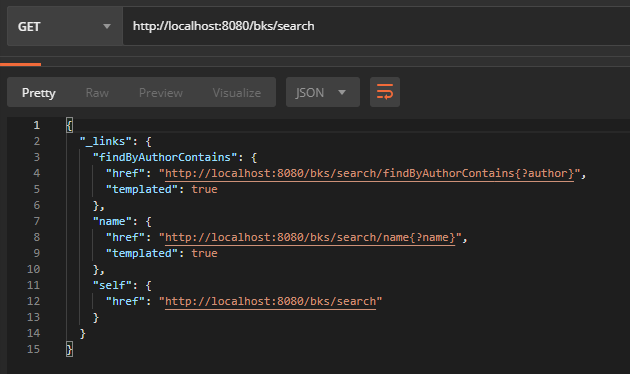 GET http://localhost:8080/bks/search
Pretty Raw Preview Visualize JSON
1 {
2 "_links": {
3 "findByAuthorContains": {
4 "href": "http://localhost:8080/bks/search/findByAuthorContains{?author}",
5 "templated": true
6 },
7 "name": {
8 "href": "http://localhost:8080/bks/search/name{?name}",
9 "templated": true
10 },
11 "self": {
12 "href": "http://localhost:8080/bks/search"
13 }
14 }
15 }